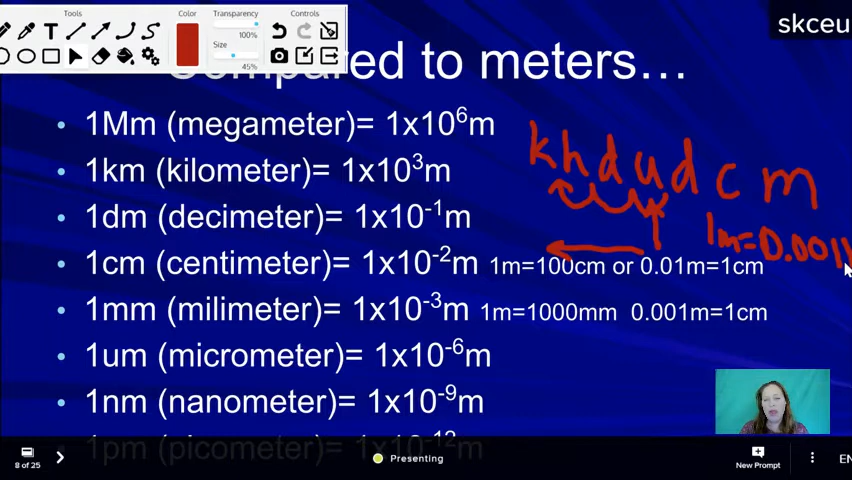 Tools
Color
Transparency
Controls
100%
Size
45%
skceu
Compared to meters…
• 1Mm (megameter)= 1x10⁶m
• 1km (kilometer)= 1x10³m
• 1dm (decimeter)= 1x10⁻¹m
• 1cm (centimeter)= 1x10⁻²m 1m=100cm or 0.01m=1cm
• 1mm (milimeter)= 1x10⁻³m 1m=1000mm 0.001m=1cm
• 1um (micrometer)= 1x10⁻⁶m
• 1nm (nanometer)= 1x10⁻⁹m
• 1pm (picometer)= 1x10⁻¹²m
k h d u d c m
1m=0.001
8 of 25
Presenting
New Prompt
EN